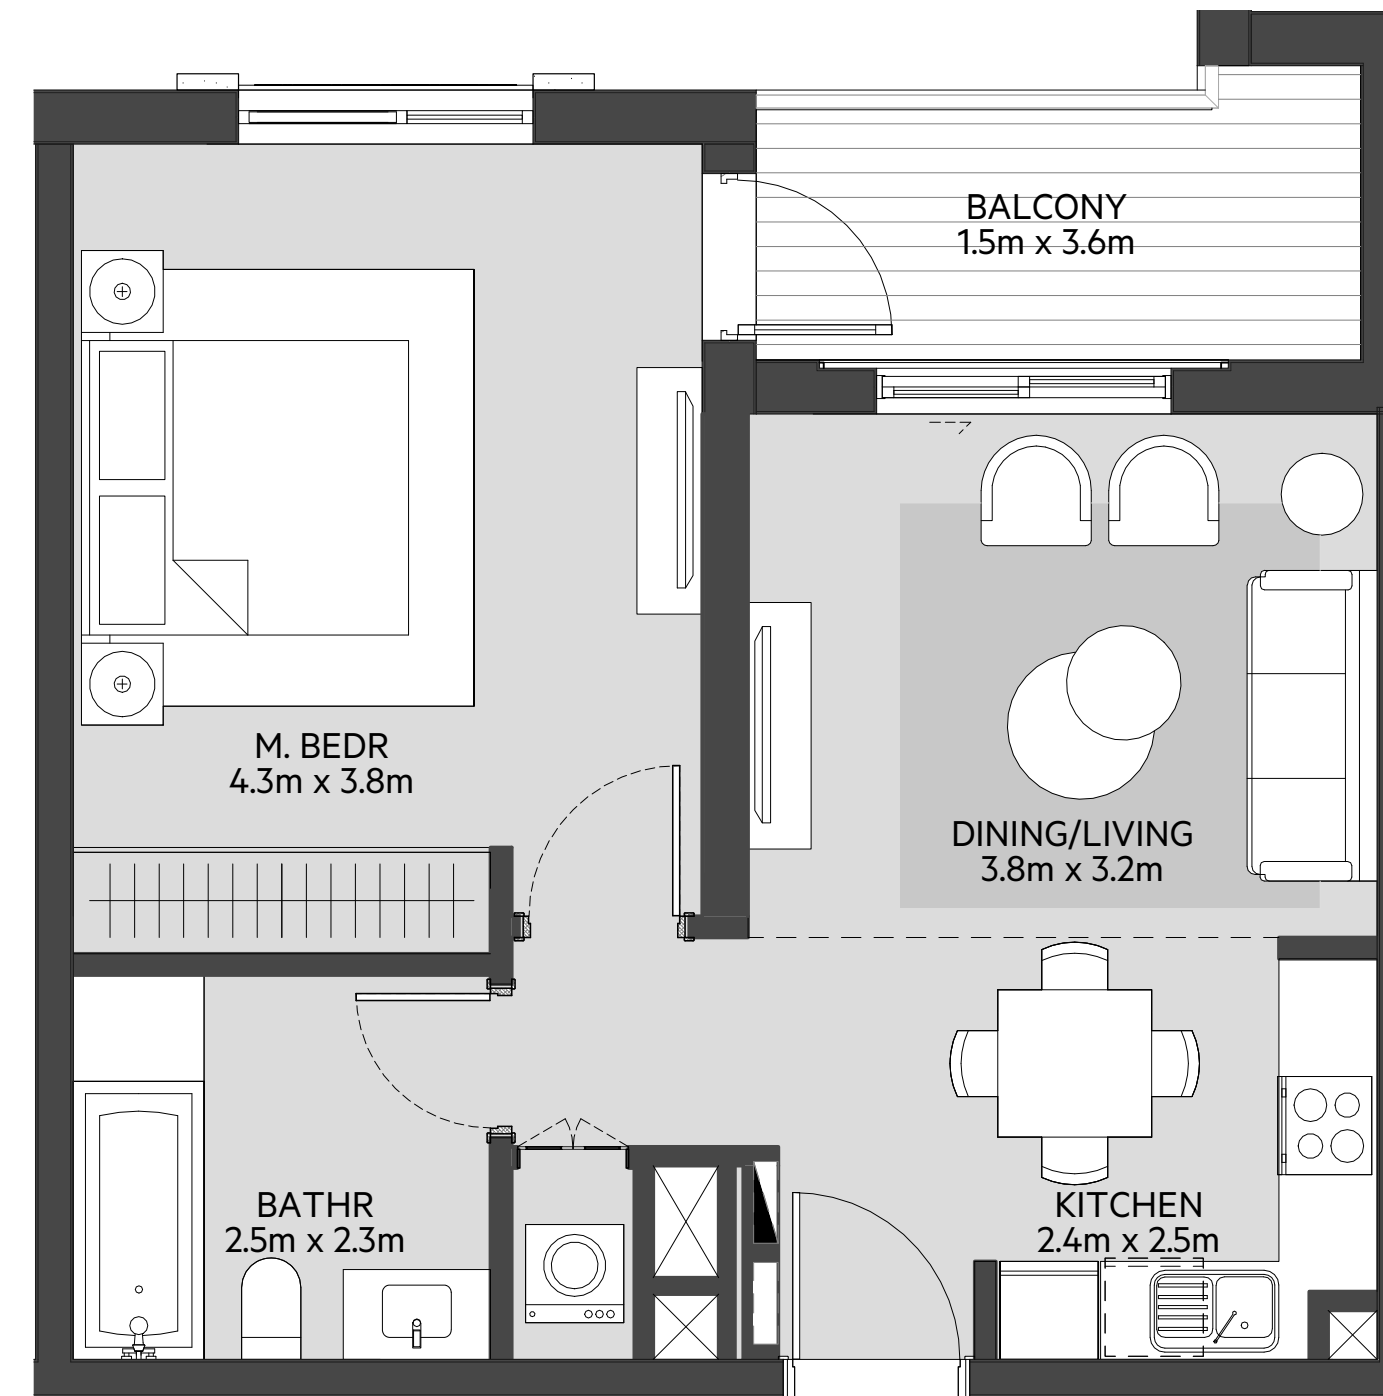 BALCONY
1.5m x 3.6m
M. BEDR
4.3m x 3.8m
DINING/LIVING
3.8m x 3.2m
BATHR
2.5m x 2.3m
KITCHEN
2.4m x 2.5m